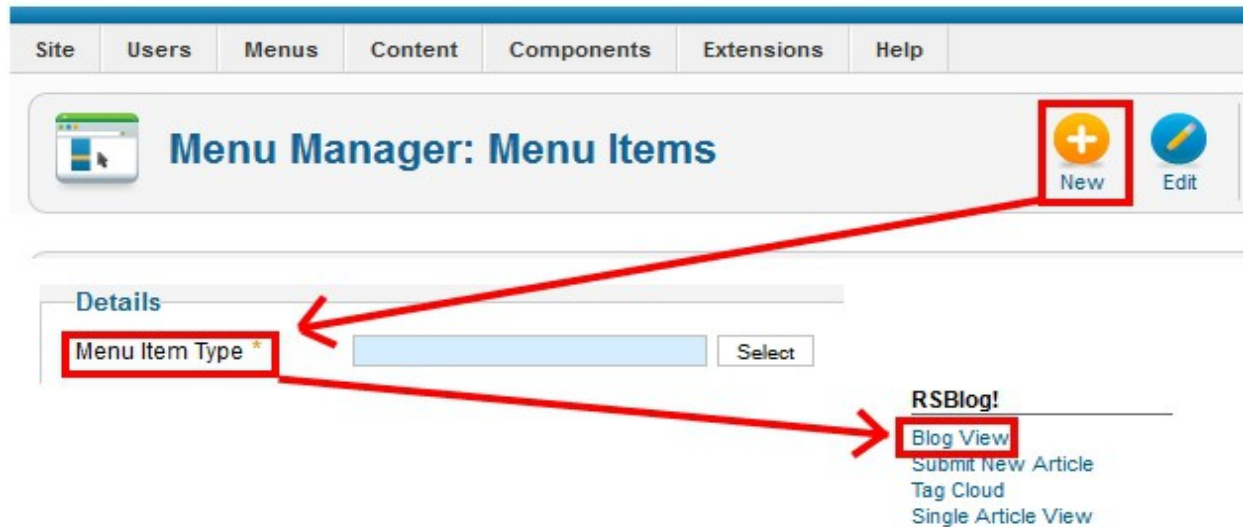 Site Users Menus Content Components Extensions Help
Menu Manager: Menu Items
New Edit
Details
Menu Item Type * Select
RSBlog!
Blog View
Submit New Article
Tag Cloud
Single Article View